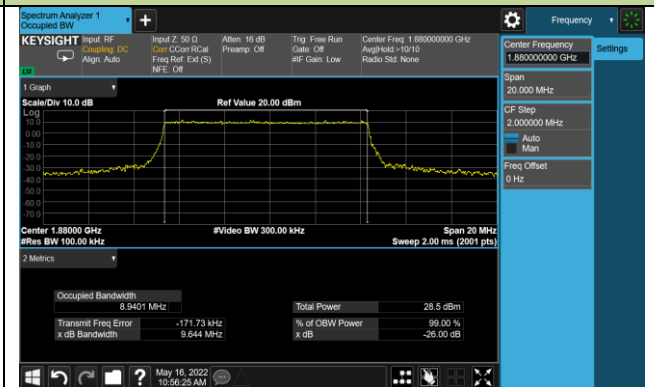 Spectrum Analyzer 1
Occupied BW
Frequency
KEYSIGHT
Input: RF
Coupling: DC
Align: Auto
Input Z: 50 Ω
Corr CCorr RCal
Freq Ref: Ext (S)
NFE: Off
Atten: 16 dB
Preamp: Off
Trig: Free Run
Gate: Off
#IF Gain: Low
Center Freq: 1.880000000 GHz
Avg|Hold:>10/10
Radio Std: None
Center Frequency
1.880000000 GHz
Settings
Span
20.000 MHz
CF Step
2.000000 MHz
Auto
Man
Freq Offset
0 Hz
1 Graph
Scale/Div 10.0 dB
Ref Value 20.00 dBm
Log
10.0
0.00
-10.0
-20.0
-30.0
-40.0
-50.0
-60.0
-70.0
Center 1.88000 GHz
#Video BW 300.00 kHz
Span 20 MHz
#Res BW 100.00 kHz
Sweep 2.00 ms (2001 pts)
2 Metrics
Occupied Bandwidth
8.9401 MHz
Total Power
28.5 dBm
Transmit Freq Error
-171.73 kHz
% of OBW Power
99.00 %
x dB Bandwidth
9.644 MHz
x dB
-26.00 dB
?
May 16, 2022
10:56:25 AM